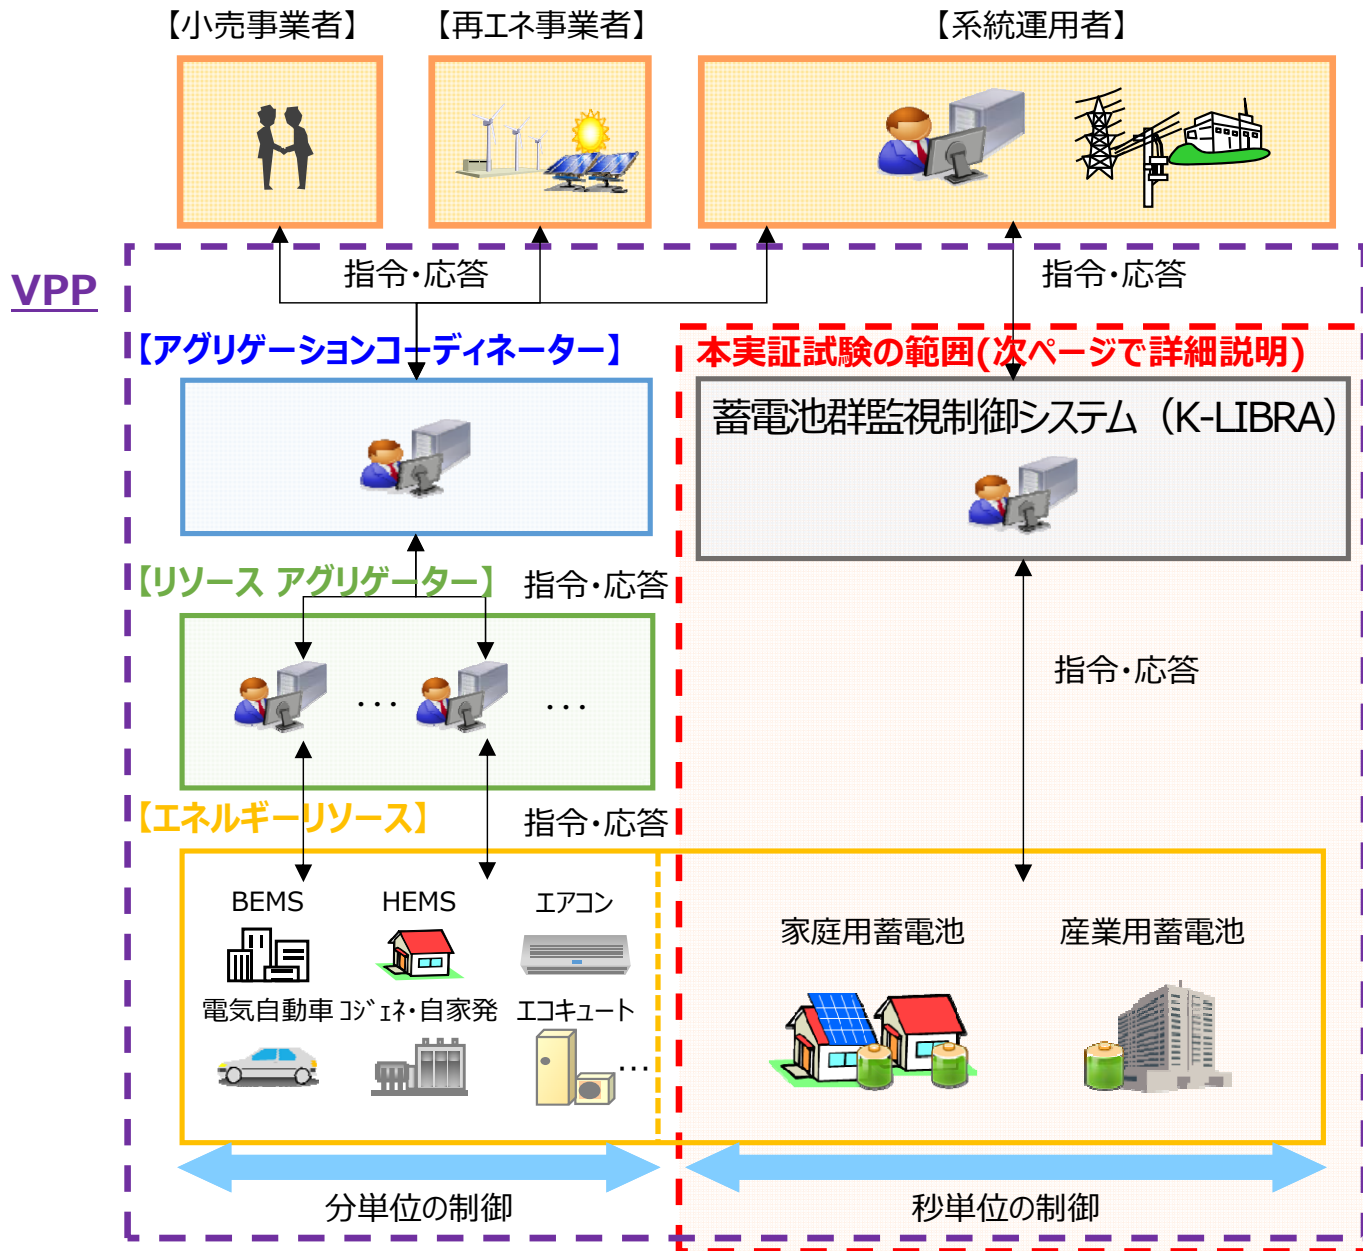 【小売事業者】
【再エネ事業者】
【系統運用者】
VPP
指令・応答
指令・応答
【アグリゲーションコーディネーター】
本実証試験の範囲(次ページで詳細説明)
蓄電池群監視制御システム（K-LIBRA）
【リソース アグリゲーター】
指令・応答
指令・応答
…
…
【エネルギーリソース】
指令・応答
BEMS
HEMS
エアコン
家庭用蓄電池
産業用蓄電池
電気自動車
ｺｼﾞｪﾈ・自家発
エコキュート
…
分単位の制御
秒単位の制御